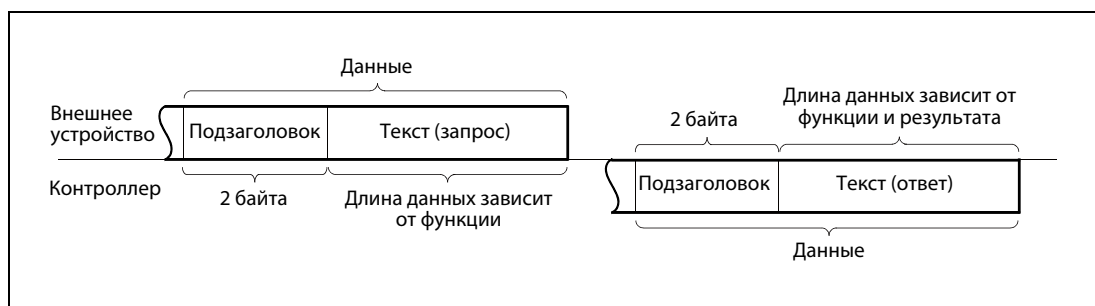 Данные
Внешнее
устройство
Подзаголовок
Текст (запрос)
2 байта
Длина данных зависит
от функции
Контроллер
2 байта
Длина данных зависит от
функции и результата
Подзаголовок
Текст (ответ)
Данные